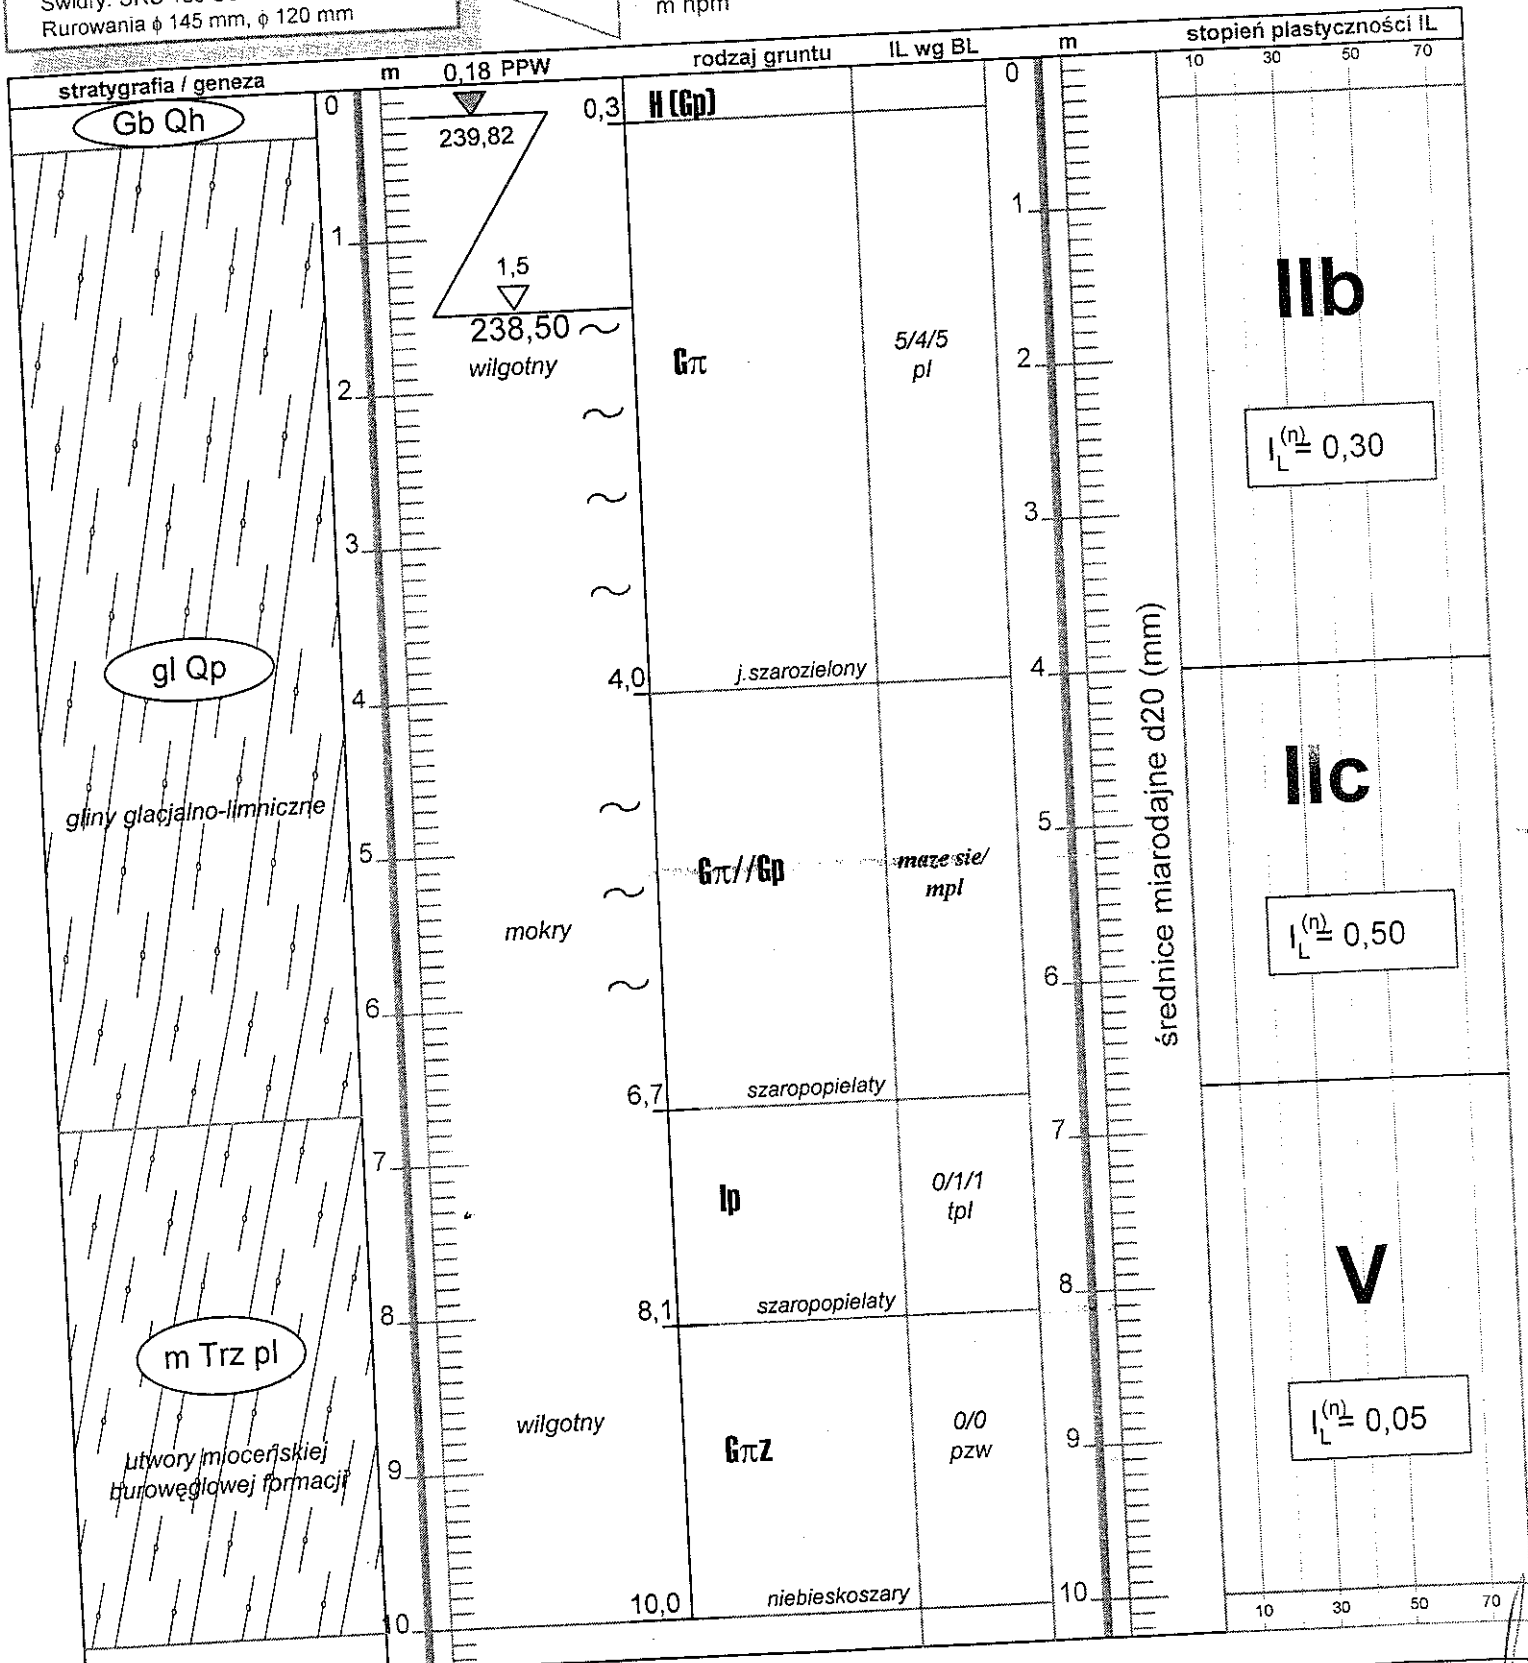 Rurowania ϕ 145 mm, ϕ 120 mm
m npm
stratygrafia / geneza
m
0,18 PPW
rodzaj gruntu
IL wg BL
m
stopień plastyczności IL
10 30 50 70
Gb Qh
0
239,82
0,3
H (Gp)
0
1
1,5
238,50 ~
wilgotny
Gπ
5/4/5
pl
1
IIb
2
2
I_L^(n) = 0,30
3
3
gl Qp
4
4,0
j.szarozielony
4
średnice miarodajne d20 (mm)
IIc
gliny glacjalno-limniczne
5
Gπ//Gp
maze sie/
mpl
5
mokry
I_L^(n) = 0,50
6
6
6,7
szaropopielaty
7
7
Ip
0/1/1
tpl
V
8
8,1
szaropopielaty
8
m Trz pl
wilgotny
GπZ
0/0
pzw
I_L^(n) = 0,05
utwory mioceńskiej
burowęglowej formacji
9
9
10
10,0
niebieskoszary
10
10 30 50 70